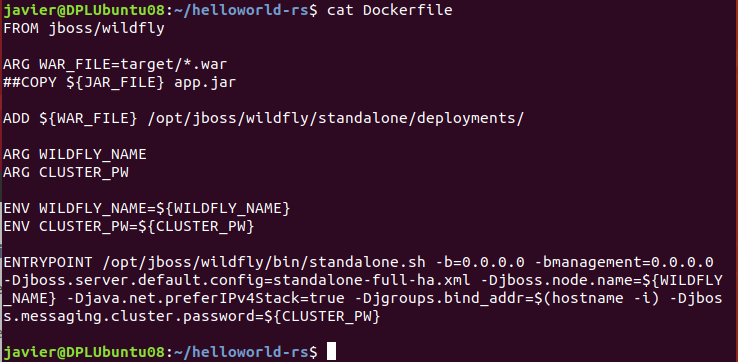 javier@DPLUbuntu08:~/helloworld-rs$ cat Dockerfile
FROM jboss/wildfly
ARG WAR_FILE=target/*.war
##COPY ${JAR_FILE} app.jar
ADD ${WAR_FILE} /opt/jboss/wildfly/standalone/deployments/
ARG WILDFLY_NAME
ARG CLUSTER_PW
ENV WILDFLY_NAME=${WILDFLY_NAME}
ENV CLUSTER_PW=${CLUSTER_PW}
ENTRYPOINT /opt/jboss/wildfly/bin/standalone.sh -b=0.0.0.0 -bmanagement=0.0.0.0
-Djboss.server.default.config=standalone-full-ha.xml -Djboss.node.name=${WILDFLY
_NAME} -Djava.net.preferIPv4Stack=true -Djgroups.bind_addr=$(hostname -i) -Djbos
s.messaging.cluster.password=${CLUSTER_PW}
javier@DPLUbuntu08:~/helloworld-rs$